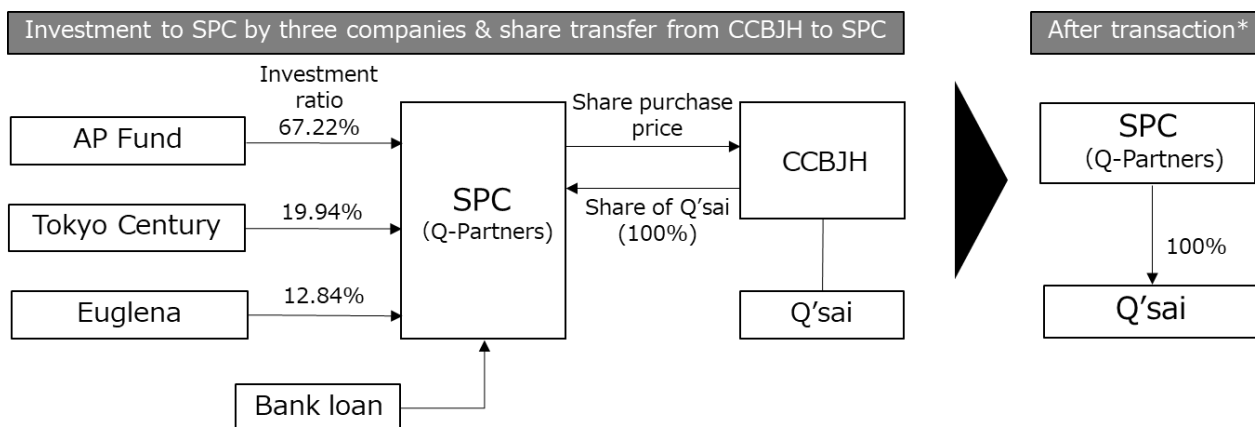 Investment to SPC by three companies & share transfer from CCBJH to SPC
After transaction*
Investment
ratio
67.22%
AP Fund
Tokyo Century
19.94%
Euglena
12.84%
Bank loan
SPC
(Q-Partners)
Share purchase
price
Share of Q’sai
(100%)
CCBJH
Q’sai
SPC
(Q-Partners)
100%
Q’sai